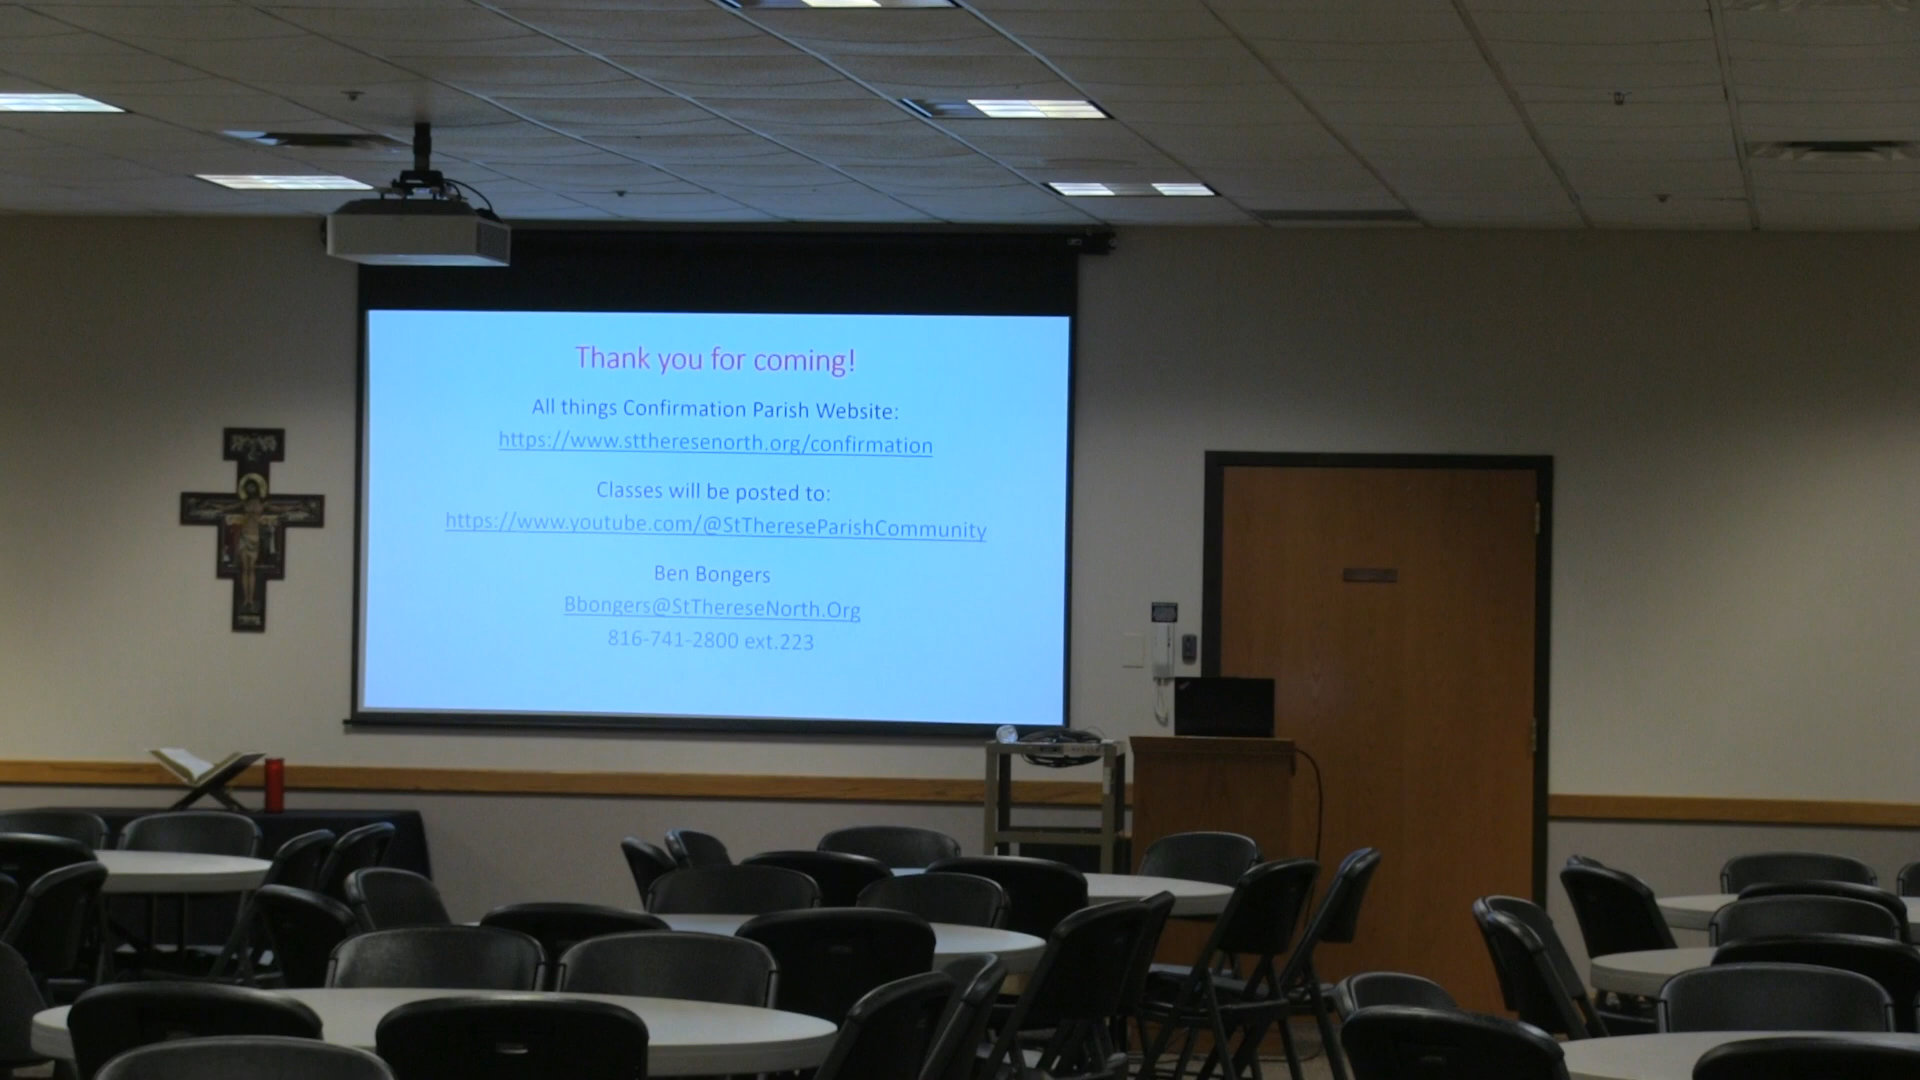 Thank you for coming!
All things Confirmation Parish Website:
https://www.sttheresenorth.org/confirmation
Classes will be posted to:
https://www.youtube.com/@StThereseParishCommunity
Ben Bongers
Bbongers@StThereseNorth.Org
816-741-2800 ext.223